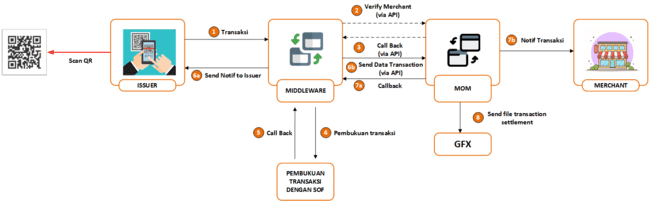 Scan QR
ISSUER
1 Transaksi
6a Send Notif to Issuer
MIDDLEWARE
2 Verify Merchant
(via API)
3 Call Back
(via API)
6b Send Data Transaction
(via API)
7a Callback
MOM
7b Notif Transaction
MERCHANT
5 Call Back
4 Pembukuan transaksi
8 Send file transaction
settlement
GFX
PEMBUKUAN
TRANSAKSI
DENGAN SOF